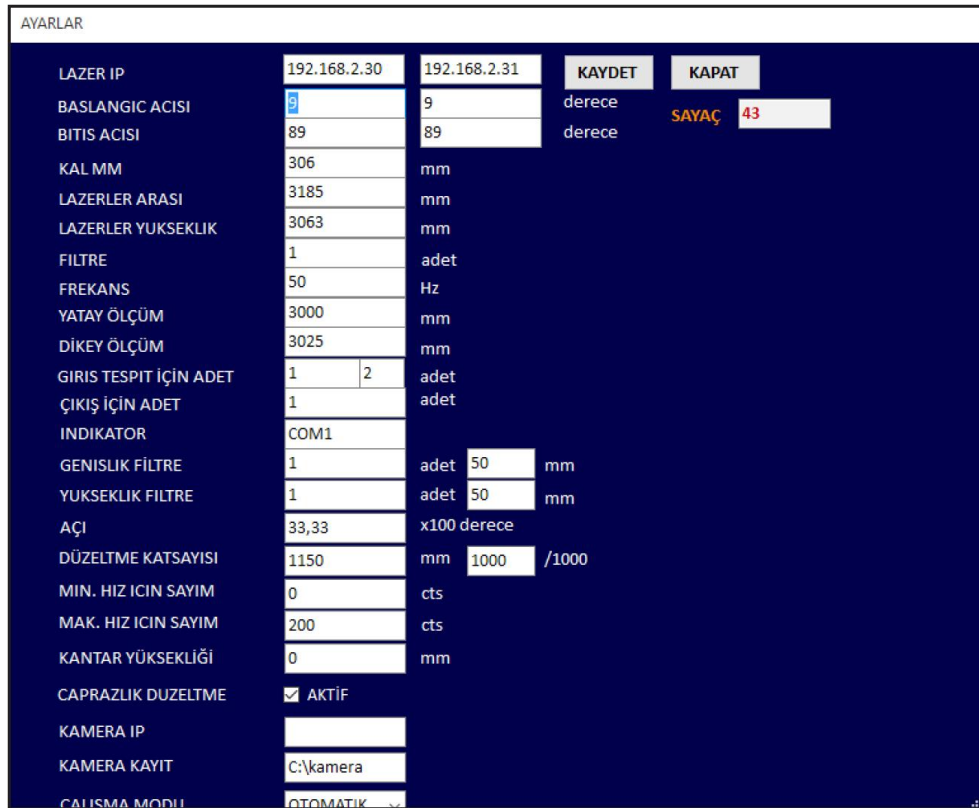 AYARLAR
LAZER IP 192.168.2.30 192.168.2.31 KAYDET KAPAT
BASLANGIC ACISI 9 9 derece SAYAÇ 43
BITIS ACISI 89 89 derece
KAL MM 306 mm
LAZERLER ARASI 3185 mm
LAZERLER YUKSEKLIK 3063 mm
FILTRE 1 adet
FREKANS 50 Hz
YATAY ÖLÇÜM 3000 mm
DİKEY ÖLÇÜM 3025 mm
GIRIS TESPIT İÇİN ADET 1 2 adet
ÇIKIŞ İÇİN ADET 1 adet
INDIKATOR COM1
GENISLIK FİLTRE 1 adet 50 mm
YUKSEKLIK FILTRE 1 adet 50 mm
AÇI 33,33 x100 derece
DÜZELTME KATSAYISI 1150 mm 1000 /1000
MIN. HIZ ICIN SAYIM 0 cts
MAK. HIZ ICIN SAYIM 200 cts
KANTAR YÜKSEKLİĞİ 0 mm
CAPRAZLIK DUZELTME AKTİF
KAMERA IP
KAMERA KAYIT C:\kamera
CALISMA MODU OTOMATIK